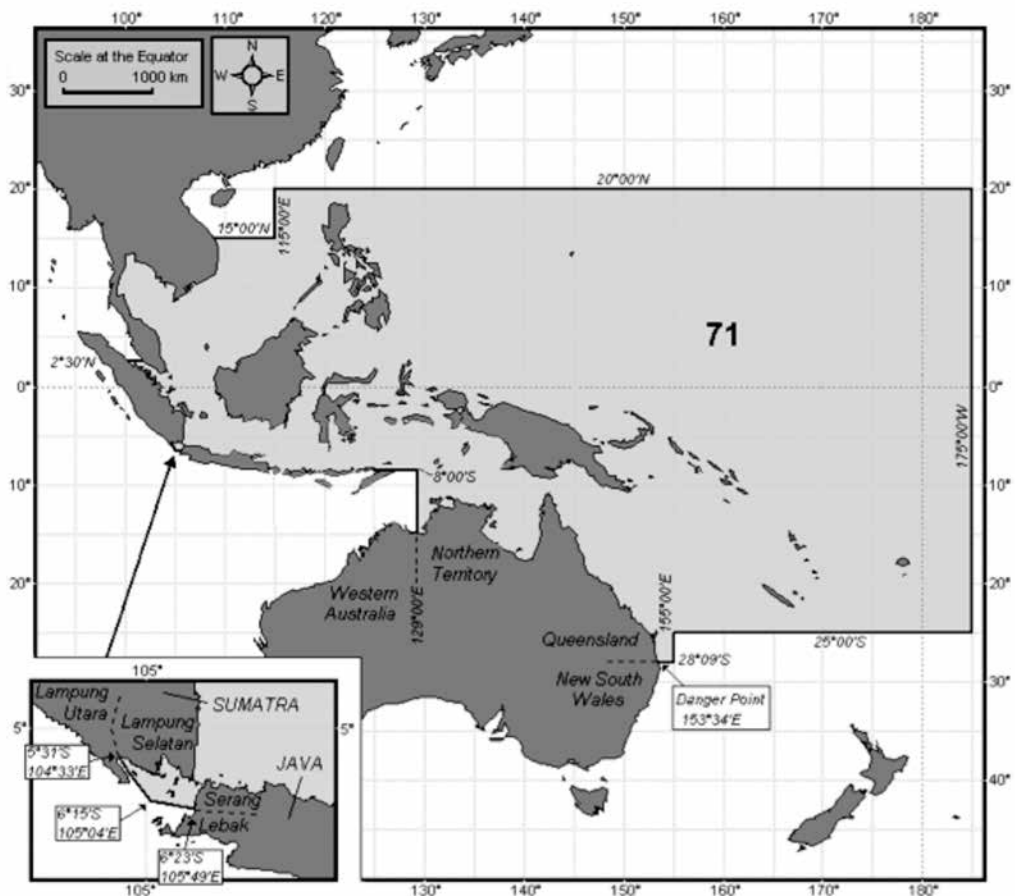 100° 110° 120° 130° 140° 150° 160° 170° 180°
Scale at the Equator
0 1000 km
N
W E
S
30° 30°
20° 20°
20°00'N
15°00'N
115°00'E
10° 10°
71
2°30'N
0° 0°
175°00'W
8°00'S
10° 10°
Northern
Territory
Western
Australia
129°00'E
20° 20°
155°00'E
Queensland
25°00'S
28°09'S
New South
Wales
Danger Point
153°34'E
30°
40°
105°
Lampung
Utara
SUMATRA
Lampung
Selatan
5°
5°31'S
104°33'E
JAVA
Serang
Lebak
6°15'S
105°04'E
6°23'S
105°49'E
105°
130° 140° 150° 160° 170° 180°